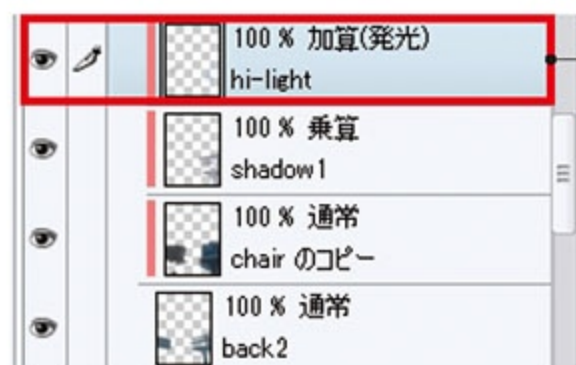 100 % 加算(発光)
hi-light
100 % 乗算
shadow1
100 % 通常
chair のコピー
100 % 通常
back2